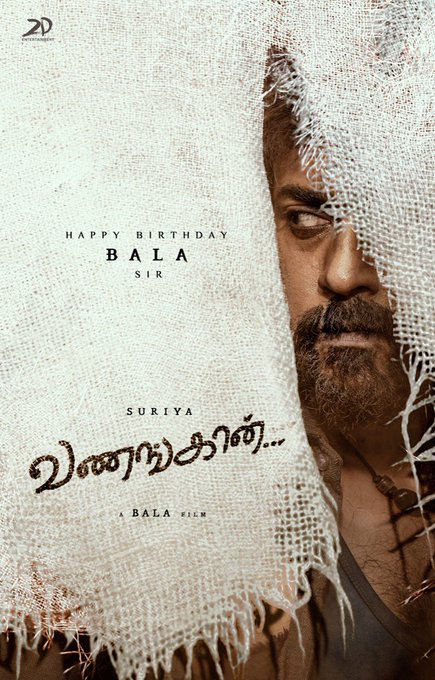 2D
ENTERTAINMENT
HAPPY BIRTHDAY
BALA
SIR
SURIYA
வணங்கான்...
A BALA FILM